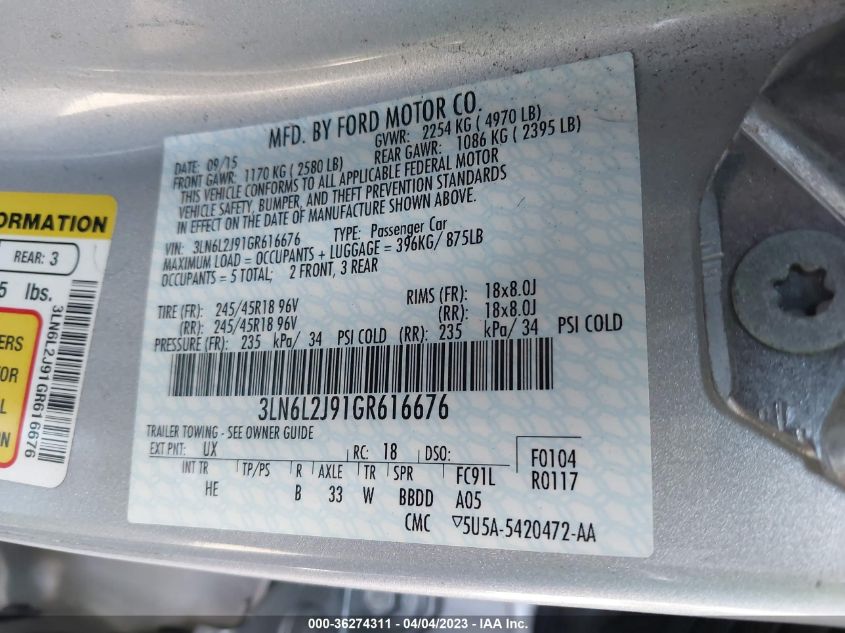 MFD. BY FORD MOTOR CO.
DATE: 09/15 GVWR: 2254 KG ( 4970 LB)
FRONT GAWR: 1170 KG ( 2580 LB) REAR GAWR: 1086 KG ( 2395 LB)
THIS VEHICLE CONFORMS TO ALL APPLICABLE FEDERAL MOTOR
VEHICLE SAFETY, BUMPER, AND THEFT PREVENTION STANDARDS
IN EFFECT ON THE DATE OF MANUFACTURE SHOWN ABOVE.
VIN: 3LN6L2J91GR616676 TYPE: Passenger Car
MAXIMUM LOAD = OCCUPANTS + LUGGAGE = 396KG/ 875LB
OCCUPANTS = 5 TOTAL; 2 FRONT, 3 REAR
TIRE (FR): 245/45R18 96V RIMS (FR): 18x8.0J
(RR): 245/45R18 96V (RR): 18x8.0J
PRESSURE (FR): 235 kPa/ 34 PSI COLD (RR): 235 kPa/ 34 PSI COLD
3LN6L2J91GR616676
TRAILER TOWING - SEE OWNER GUIDE
EXT PNT: UX RC: 18 DSO: F0104
INT TR TP/PS R AXLE TR SPR FC91L R0117
HE B 33 W BBDD A05
CMC 5U5A-5420472-AA
ORMATION
REAR: 3
5 lbs.
ERS
OR
L
N
3LN6L2J91GR616676
000-36274311 - 04/04/2023 - IAA Inc.